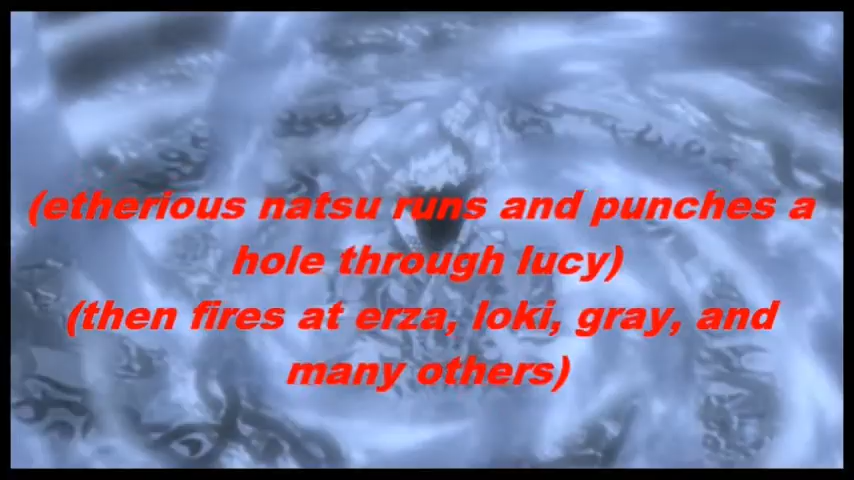 (etherious natsu runs and punches a
hole through lucy)
(then fires at erza, loki, gray, and
many others)